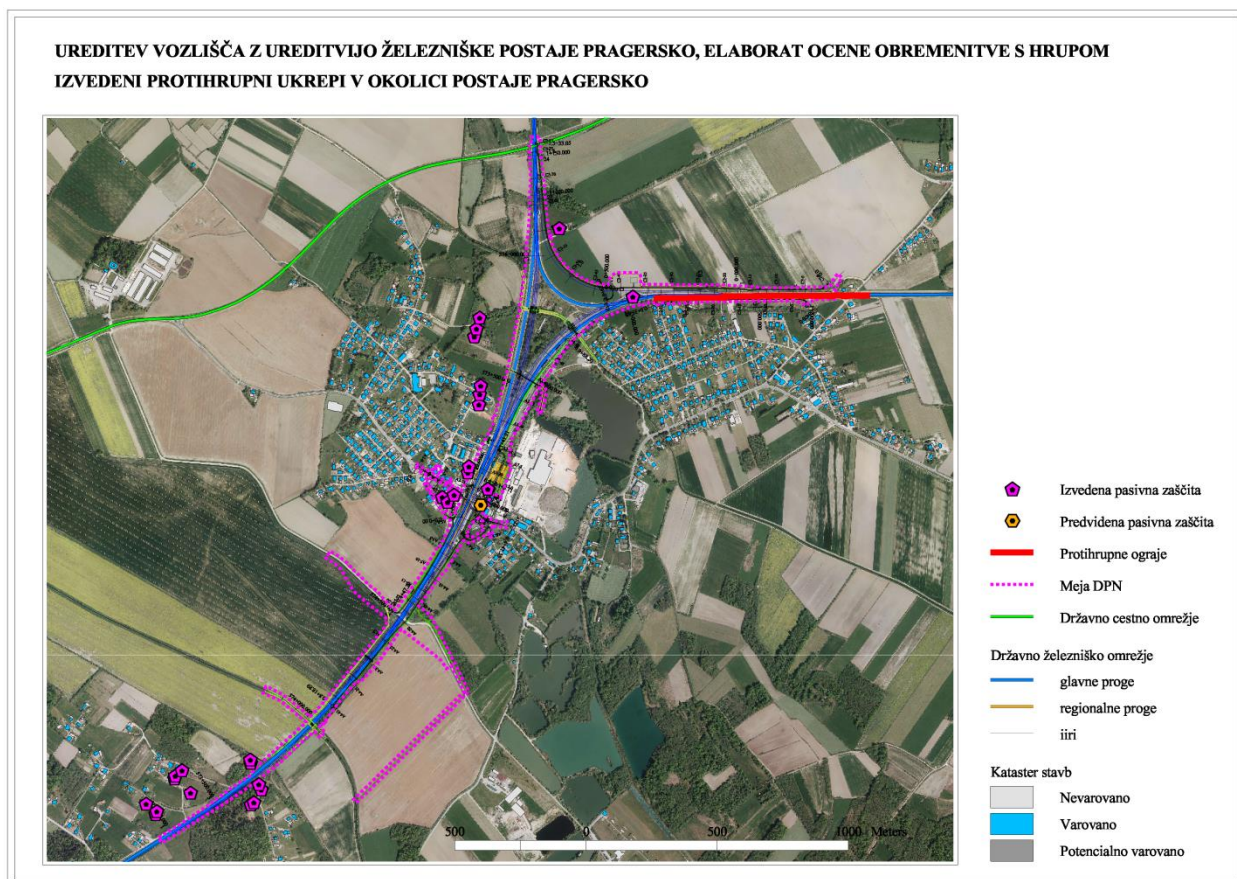 UREDITEV VOZLIŠČA Z UREDITVIJO ŽELEZNIŠKE POSTAJE PRAGERSKO, ELABORAT OCENE OBREMENITVE S HRUPOM
IZVEDENI PROTIHRUPNI UKREPI V OKOLICI POSTAJE PRAGERSKO
Izvedena pasivna zaščita
Predvidena pasivna zaščita
Protihrupne ograje
Meja DPN
Državno cestno omrežje
Državno železniško omrežje
glavne proge
regionalne proge
iiri
Kataster stavb
Nevarovano
Varovano
Potencialno varovano
500 0 500 1000 Meters